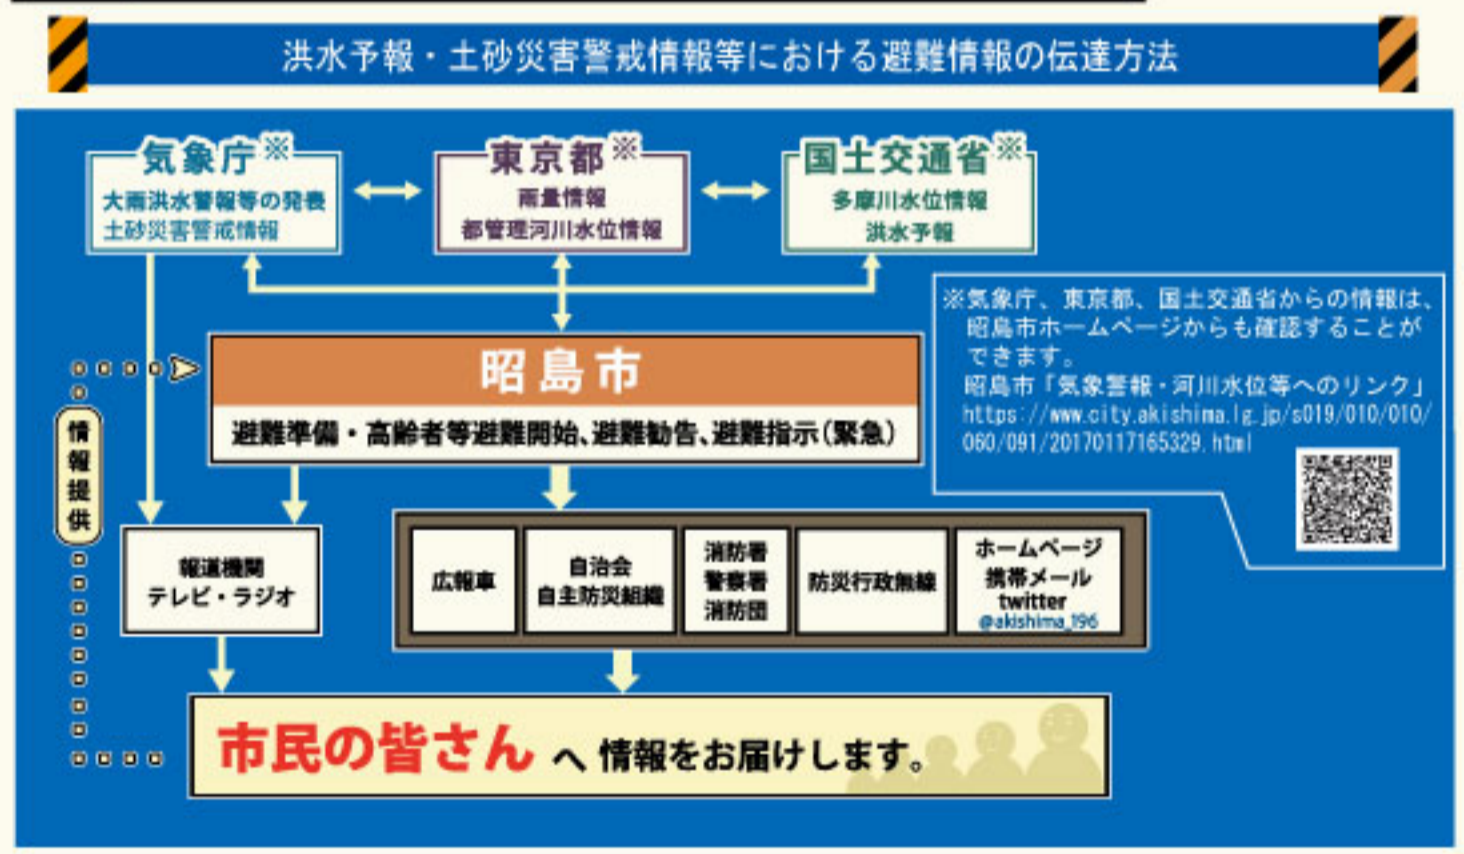 洪水予報・土砂災害警戒情報等における避難情報の伝達方法
気象庁※
大雨洪水警報等の発表
土砂災害警戒情報
東京都※
雨量情報
都管理河川水位情報
国土交通省※
多摩川水位情報
洪水予報
※気象庁、東京都、国土交通省からの情報は、
昭島市ホームページからも確認することが
できます。
昭島市「気象警報・河川水位等へのリンク」
https://www.city.akishima.lg.jp/s019/010/010/
060/091/20170117165329.html
昭島市
避難準備・高齢者等避難開始、避難勧告、避難指示(緊急)
情報提供
報道機関
テレビ・ラジオ
広報車
自治会
自主防災組織
消防署
警察署
消防団
防災行政無線
ホームページ
携帯メール
twitter
@akishima_196
市民の皆さんへ情報をお届けします。